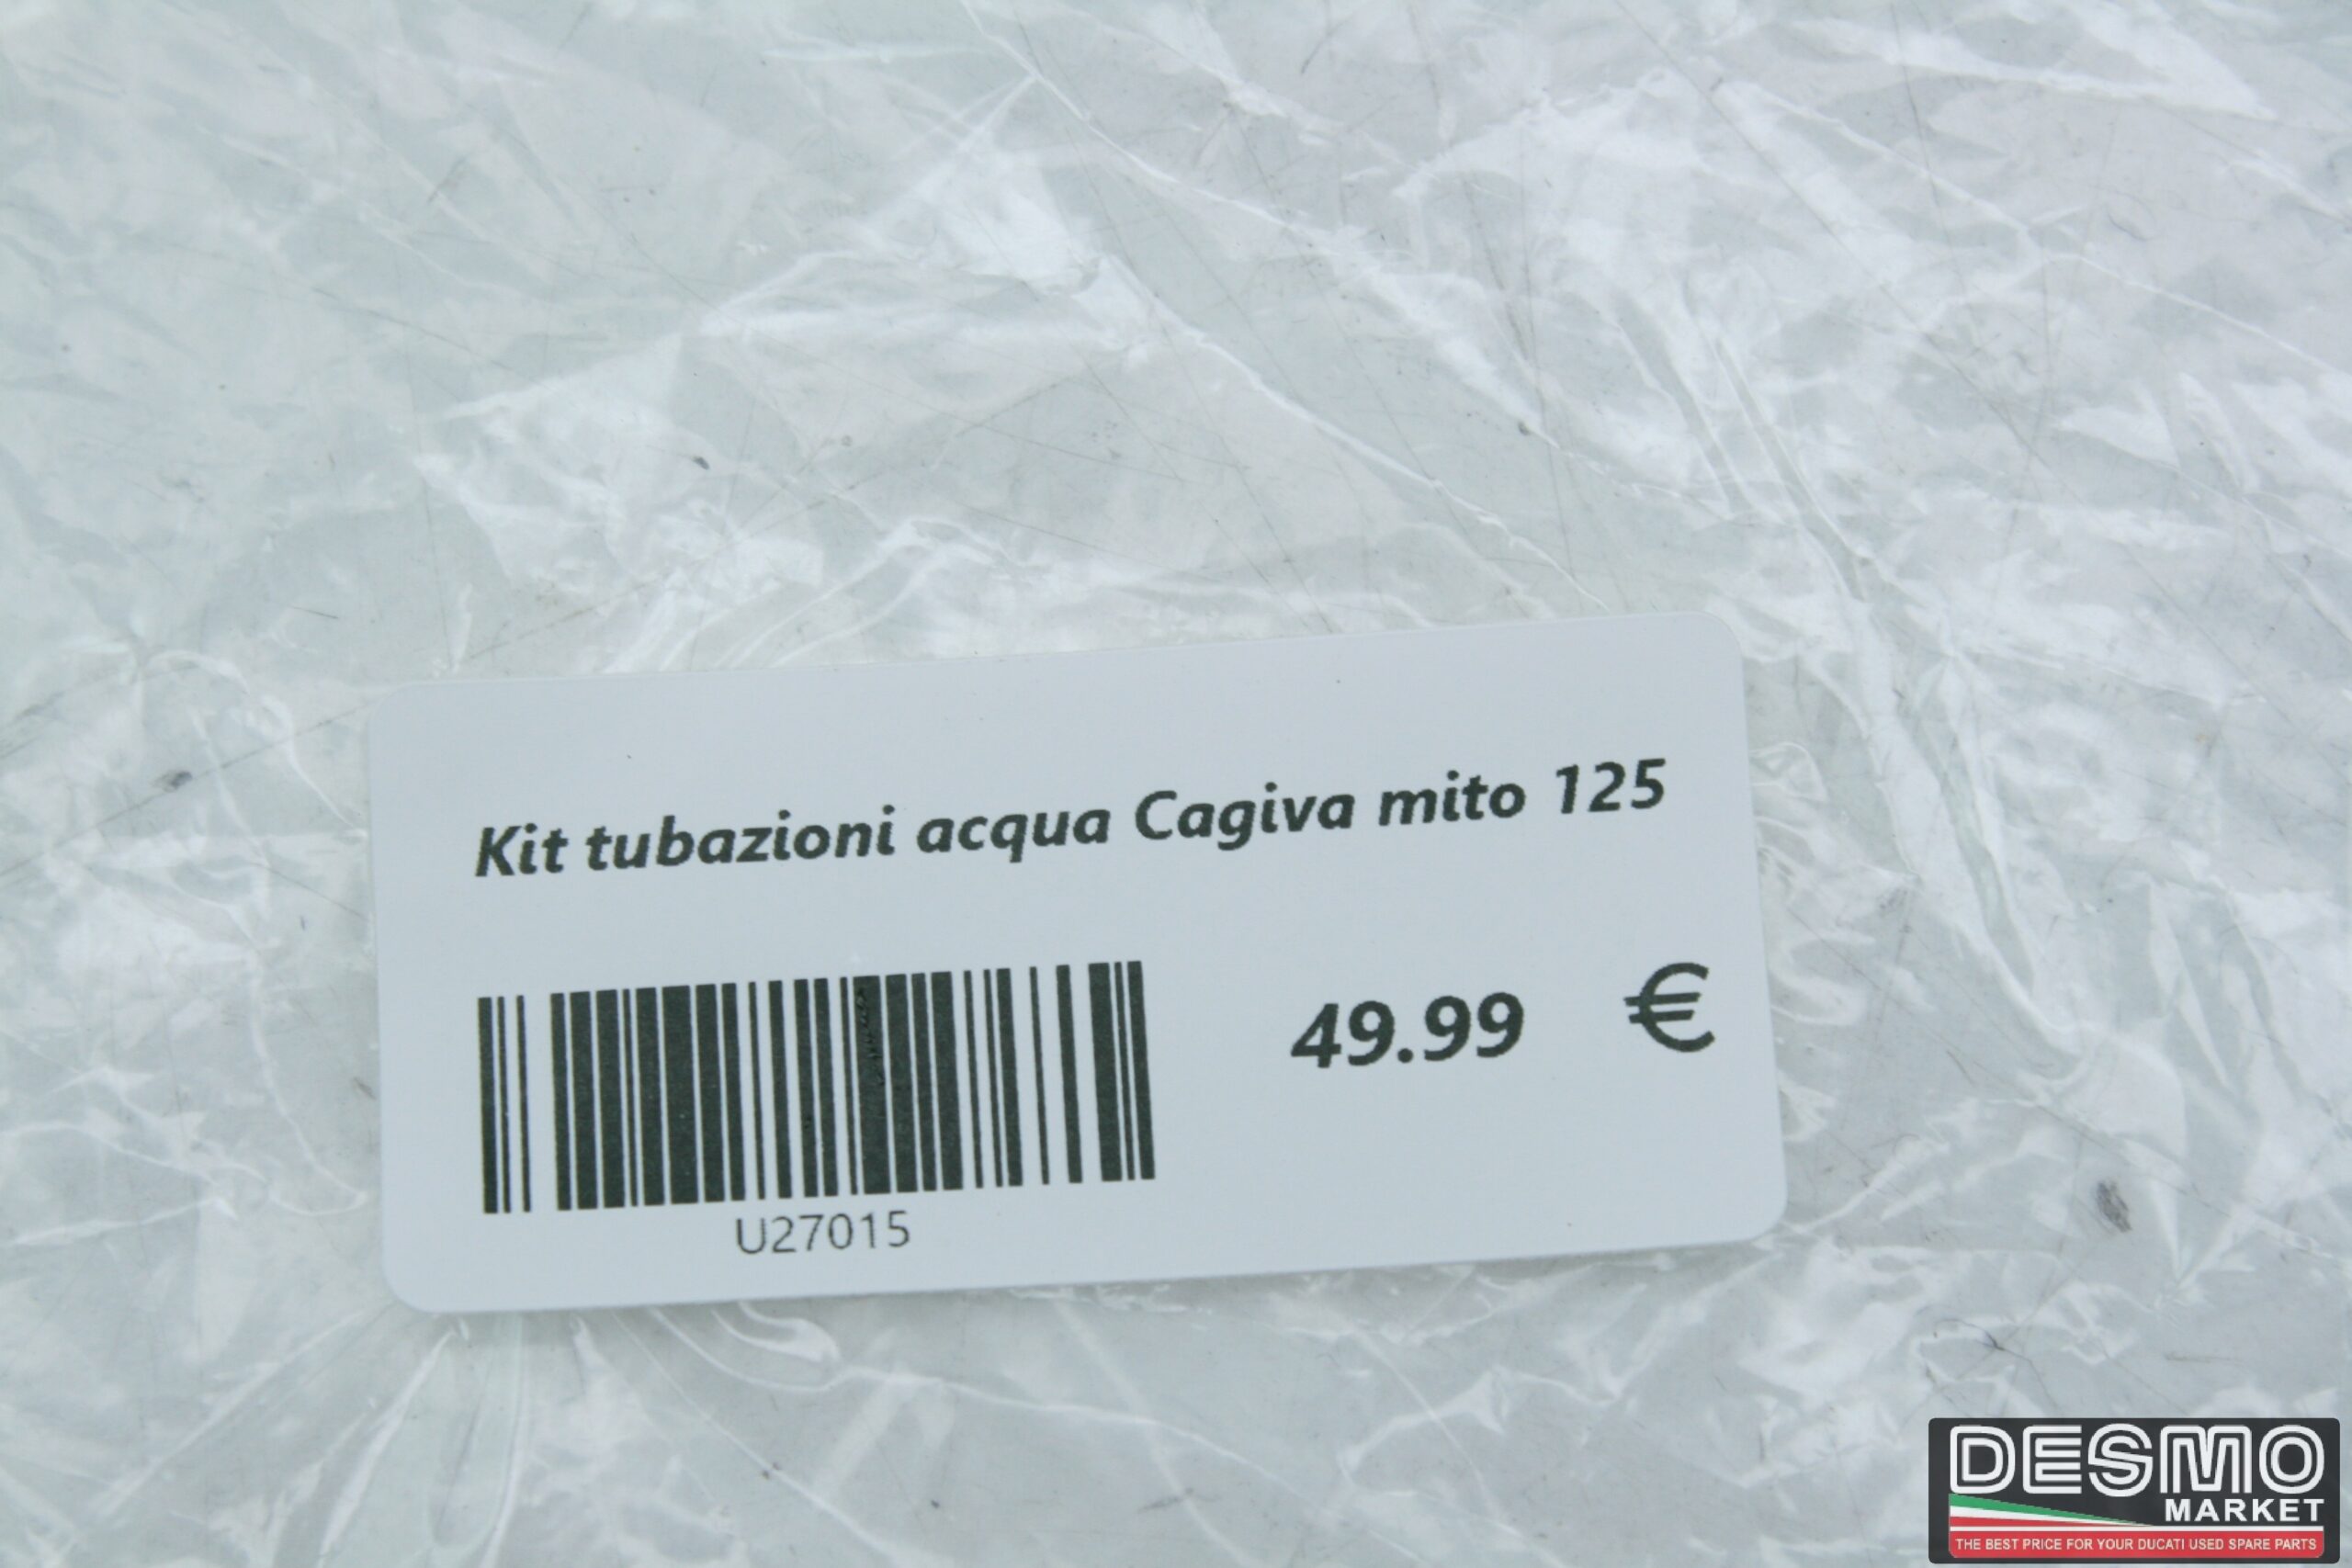 Kit tubazioni acqua Cagiva mito 125
49.99 €
U27015
DESMO
MARKET
THE BEST PRICE FOR YOUR DUCATI USED SPARE PARTS